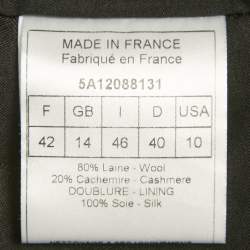 MADE IN FRANCE
Fabriqué en France
5A12088131
F GB I D USA
42 14 46 40 10
80% Laine - Wool
20% Cachemire - Cashmere
DOUBLURE - LINING
100% Soie - Silk